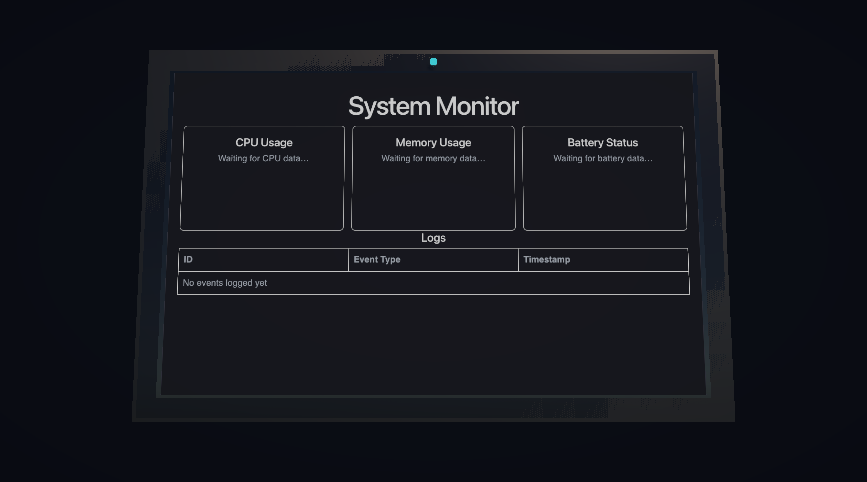 System Monitor
CPU Usage
Waiting for CPU data...
Memory Usage
Waiting for memory data...
Battery Status
Waiting for battery data...
Logs
ID Event Type Timestamp
No events logged yet